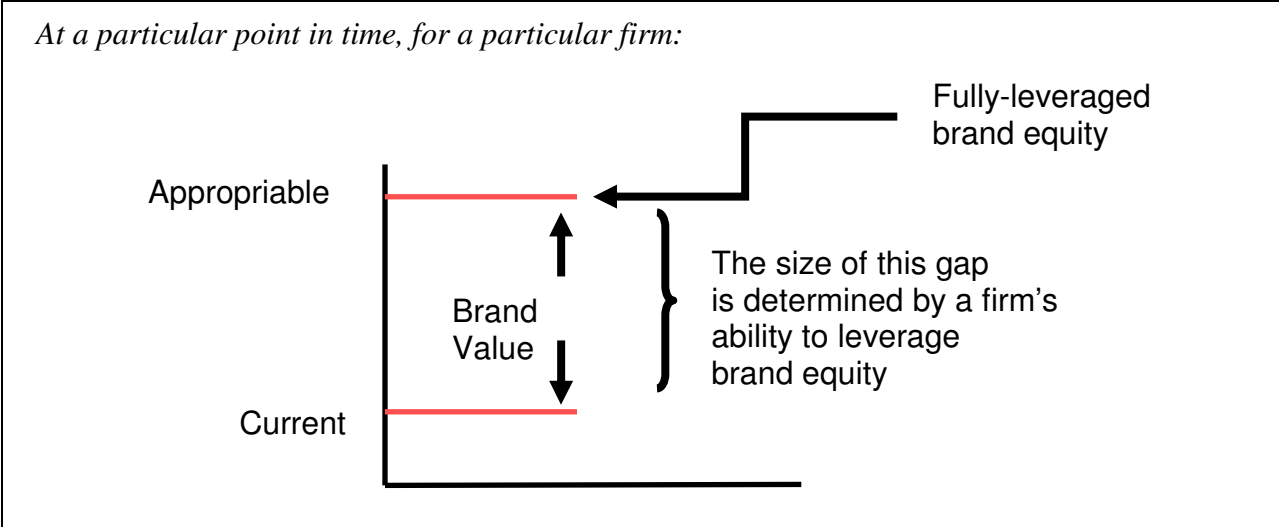 At a particular point in time, for a particular firm:
Fully-leveraged
brand equity
Appropriable
The size of this gap
is determined by a firm's
ability to leverage
brand equity
Brand
Value
Current